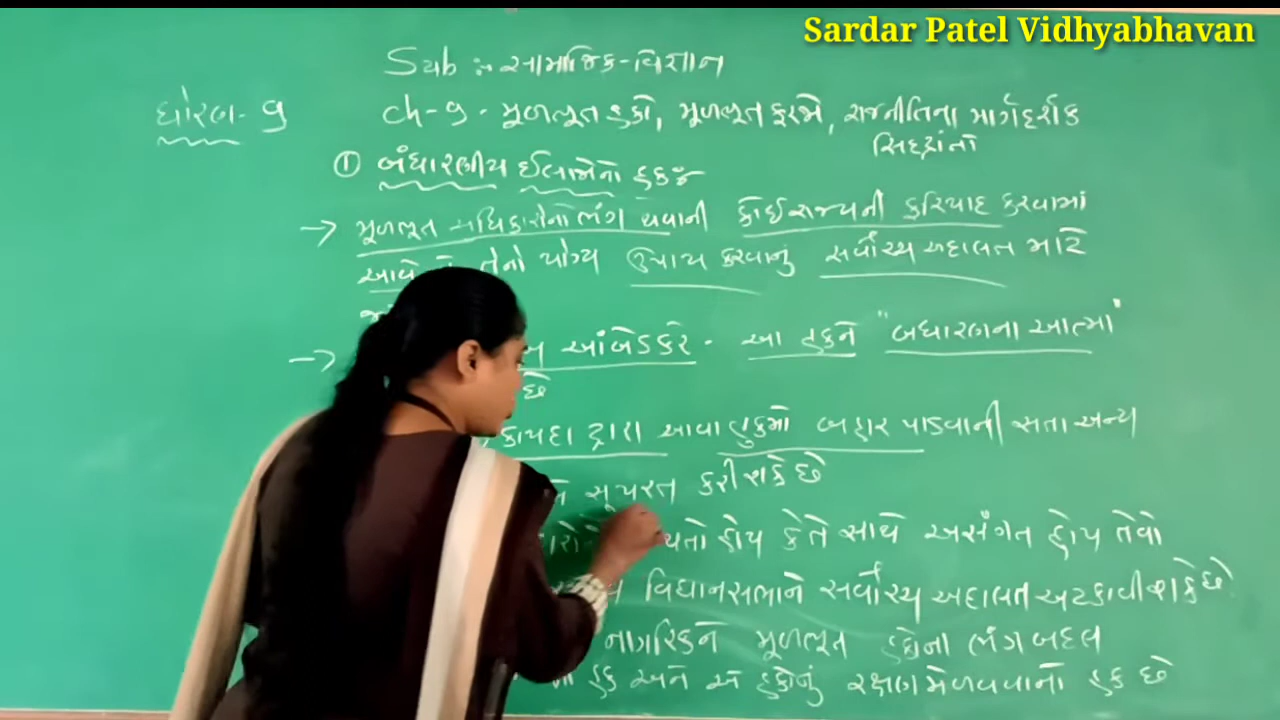 Sardar Patel Vidhyabhavan
Sub :- સામાજિક-વિજ્ઞાન
ધોરણ - 9
ch-9 - મૂળભૂત હકો, મૂળભૂત ફરજો, રાજનીતિના માર્ગદર્શક
સિદ્ધાંતો
① બંધારણીય ઈલાજોનો હક
→ મૂળભૂત અધિકારોના ભંગ થવાની કોઈ રાજ્યની ફરિયાદ કરવામાં
આવે તેનો યોગ્ય ઉપાય કરવાનું સર્વોચ્ચ અદાલત માટે
→ આંબેડકરે - આ હકને "બંધારણના આત્મા"
છે
કાયદા દ્વારા આવા હુકમો બહાર પાડવાની સતા અન્ય
સૂપરત કરી શકે છે
હોય કે તે સાથે અસંગત હોય તેવો
વિધાનસભાને સર્વોચ્ચ અદાલત અટકાવી શકે છે
નાગરિકને મૂળભૂત હકોના ભંગ બદલ
હક અને એ હકોનું રક્ષણ મેળવવાનો હક છે